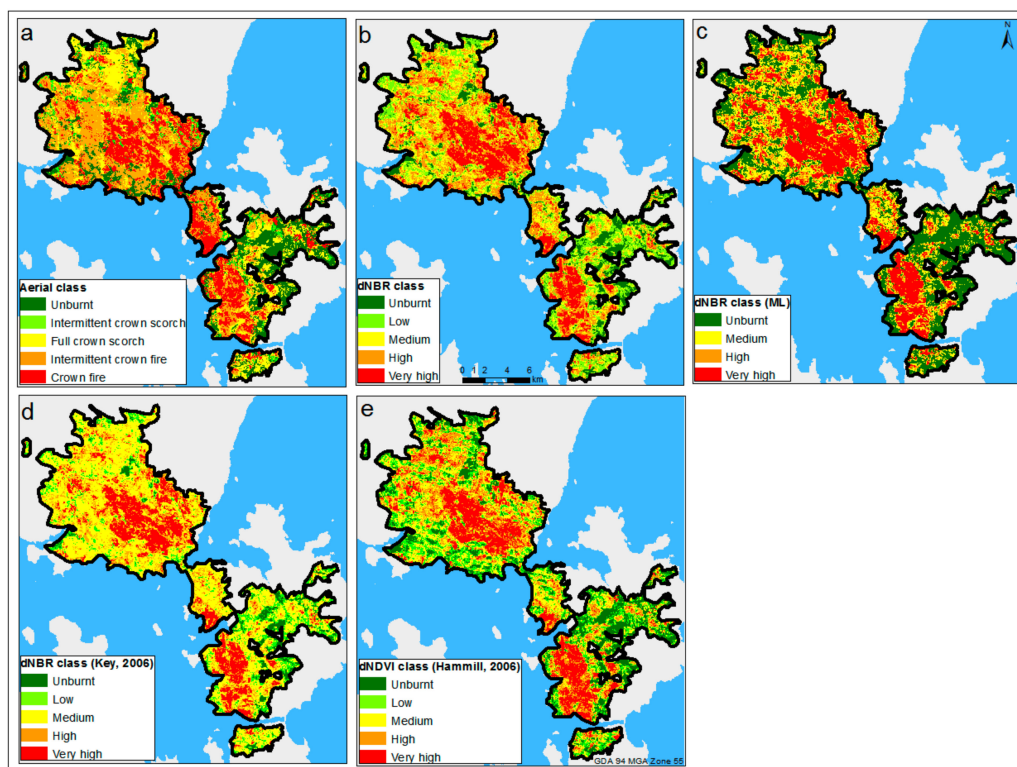 a
Aerial class
Unburnt
Intermittent crown scorch
Full crown scorch
Intermittent crown fire
Crown fire
b
dNBR class
Unburnt
Low
Medium
High
Very high
0 1 2 4 6
km
c
N
dNBR class (ML)
Unburnt
Medium
High
Very high
d
dNBR class (Key, 2006)
Unburnt
Low
Medium
High
Very high
e
dNDVI class (Hammill, 2006)
Unburnt
Low
Medium
High
Very high
GDA 94 MGA Zone 55